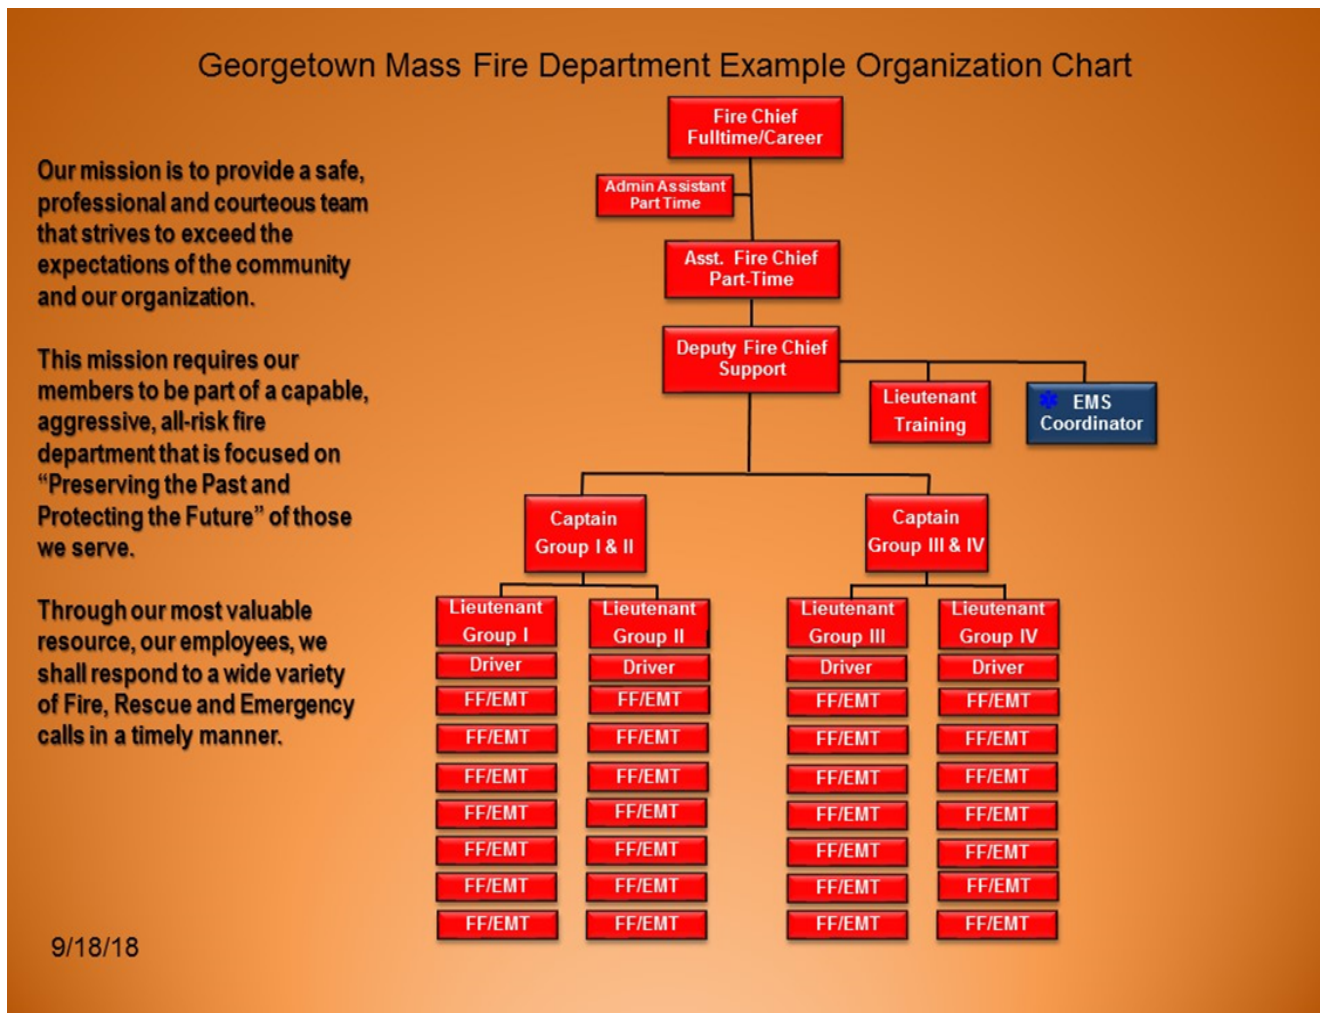 Georgetown Mass Fire Department Example Organization Chart
Our mission is to provide a safe,
professional and courteous team
that strives to exceed the
expectations of the community
and our organization.
This mission requires our
members to be part of a capable,
aggressive, all-risk fire
department that is focused on
“Preserving the Past and
Protecting the Future” of those
we serve.
Through our most valuable
resource, our employees, we
shall respond to a wide variety
of Fire, Rescue and Emergency
calls in a timely manner.
9/18/18
Fire Chief
Fulltime/Career
Admin Assistant
Part Time
Asst. Fire Chief
Part-Time
Deputy Fire Chief
Support
Lieutenant
Training
EMS
Coordinator
Captain
Group I & II
Captain
Group III & IV
Lieutenant
Group I
Driver
FF/EMT
FF/EMT
FF/EMT
FF/EMT
FF/EMT
FF/EMT
FF/EMT
Lieutenant
Group II
Driver
FF/EMT
FF/EMT
FF/EMT
FF/EMT
FF/EMT
FF/EMT
FF/EMT
Lieutenant
Group III
Driver
FF/EMT
FF/EMT
FF/EMT
FF/EMT
FF/EMT
FF/EMT
FF/EMT
Lieutenant
Group IV
Driver
FF/EMT
FF/EMT
FF/EMT
FF/EMT
FF/EMT
FF/EMT
FF/EMT